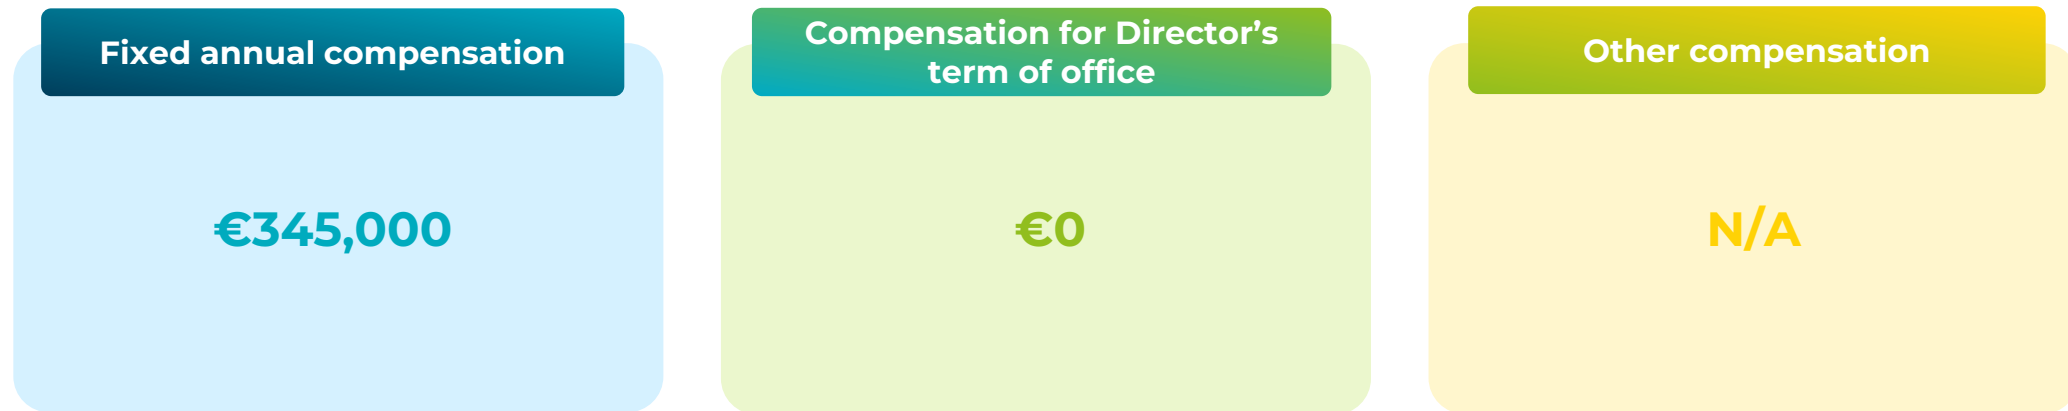 Fixed annual compensation
€345,000
Compensation for Director’s
term of office
€0
Other compensation
N/A